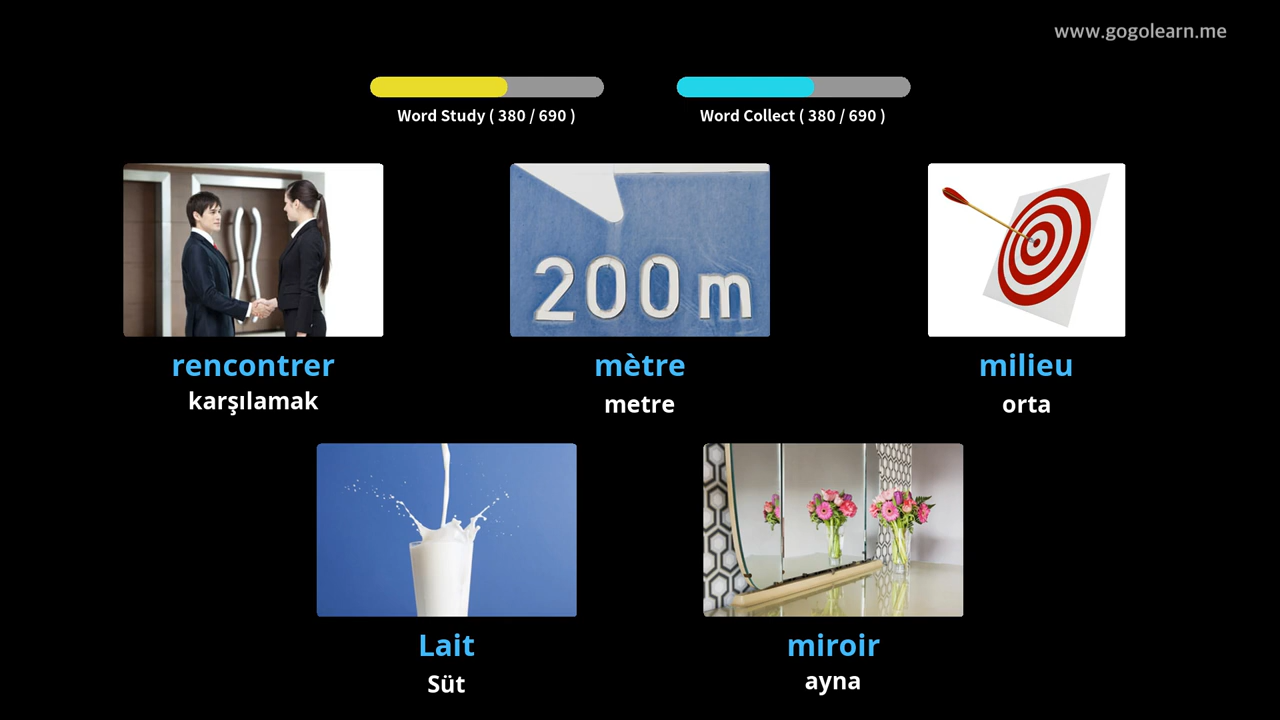 www.gogolearn.me
Word Study ( 380 / 690 )
Word Collect ( 380 / 690 )
200 m
rencontrer
karşılamak
mètre
metre
milieu
orta
Lait
Süt
miroir
ayna